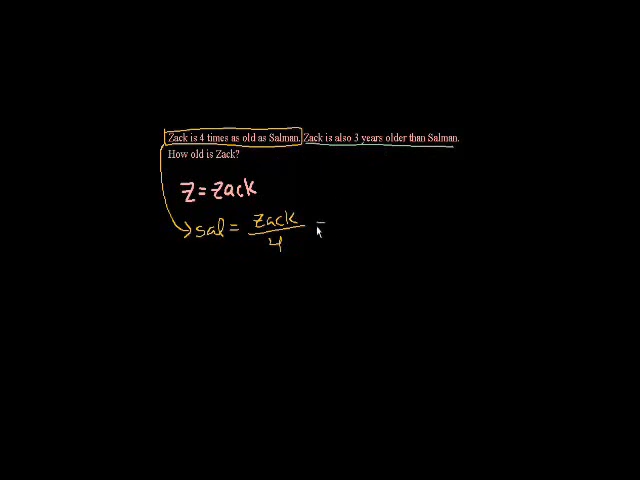 Zack is 4 times as old as Salman. Zack is also 3 years older than Salman.
How old is Zack?
z = zack
sal = zack / 4 =